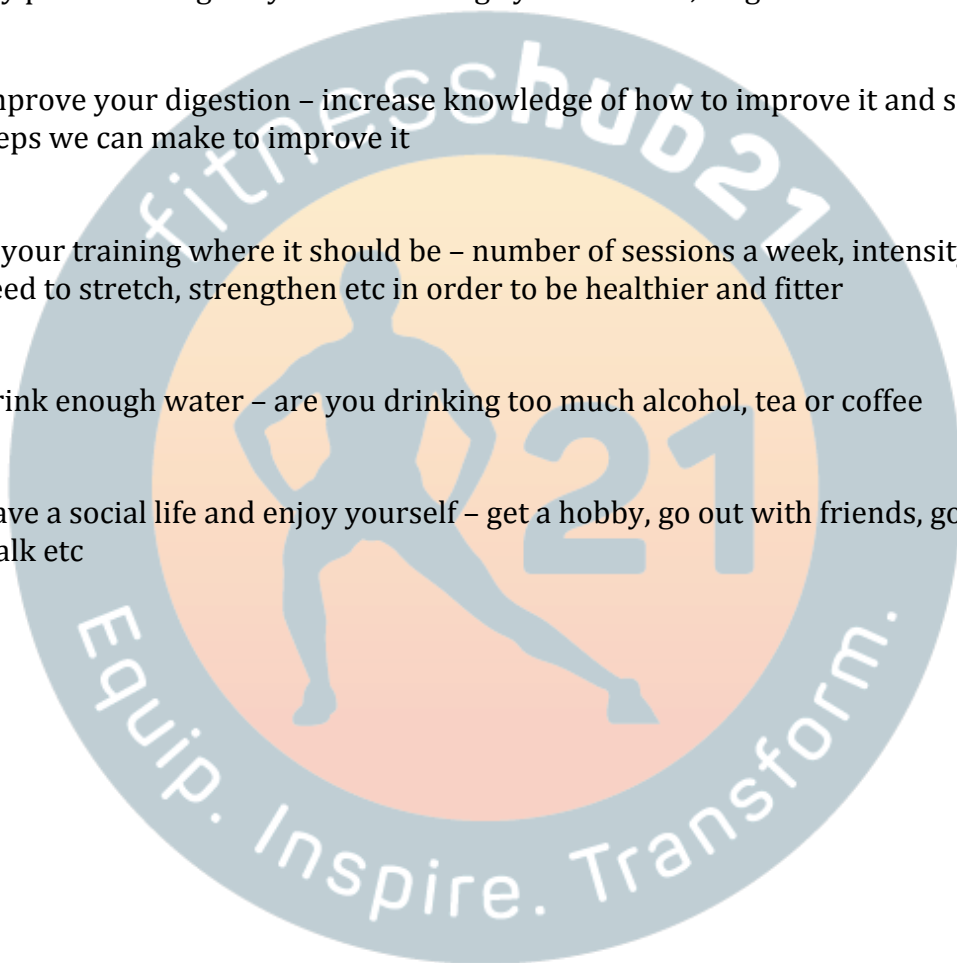 mprove your digestion – increase knowledge of how to improve it and s
eps we can make to improve it
your training where it should be – number of sessions a week, intensity
eed to stretch, strengthen etc in order to be healthier and fitter
rink enough water – are you drinking too much alcohol, tea or coffee
ave a social life and enjoy yourself – get a hobby, go out with friends, go
alk etc
fitnesshub21
21
Equip. Inspire. Transform.